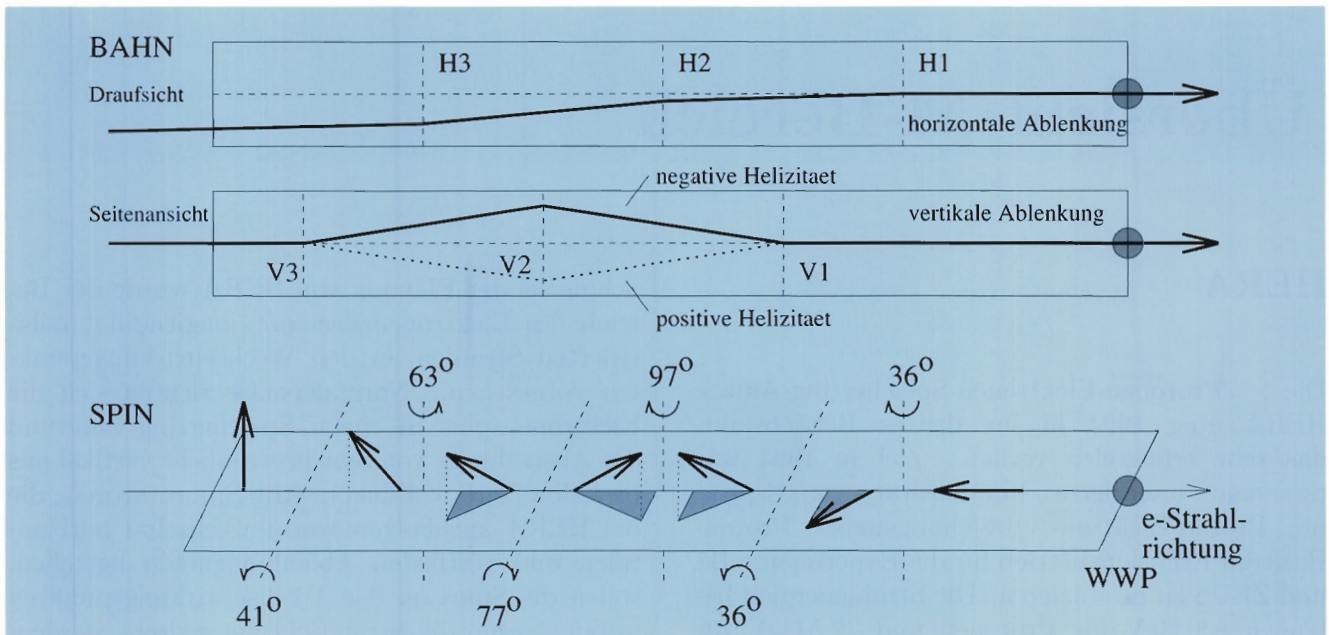 BAHN
H3
H2
H1
Draufsicht
horizontale Ablenkung
negative Helizitaet
Seitenansicht
vertikale Ablenkung
V3
V2
V1
positive Helizitaet
63°
97°
36°
SPIN
e-Strahl-
richtung
WWP
41°
77°
36°